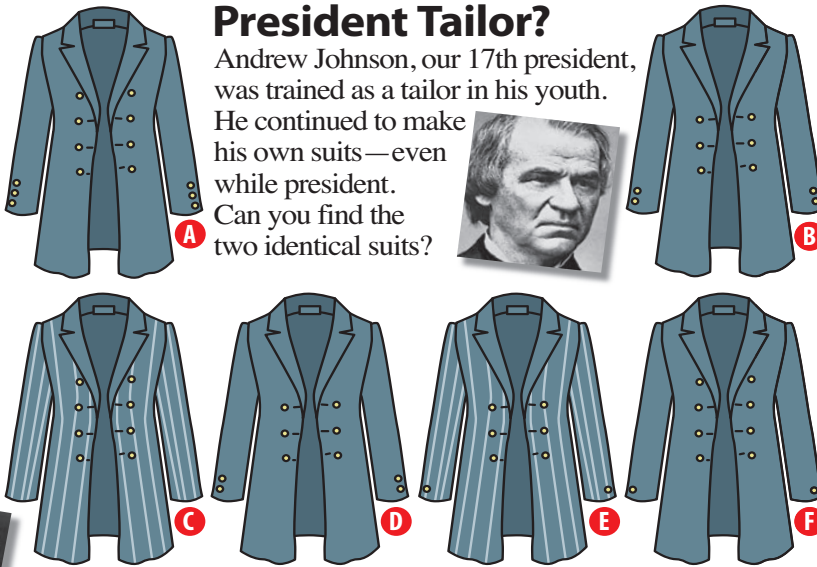 President Tailor?
Andrew Johnson, our 17th president,
was trained as a tailor in his youth.
He continued to make
his own suits—even
while president.
Can you find the
two identical suits?
A
B
C
D
E
F